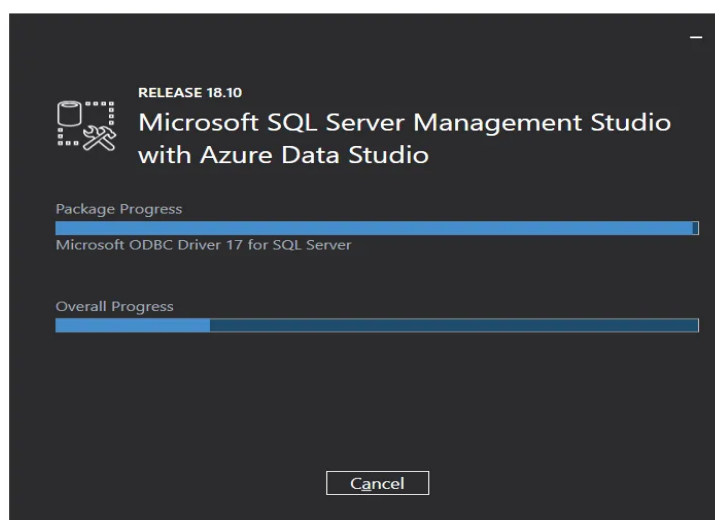 RELEASE 18.10
Microsoft SQL Server Management Studio
with Azure Data Studio
Package Progress
Microsoft ODBC Driver 17 for SQL Server
Overall Progress
Cancel